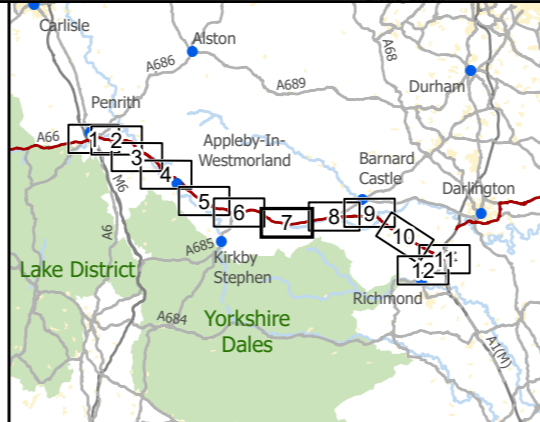 Carlisle
Alston
A686
A68
A689
Durham
Penrith
A66
1
2
3
4
Appleby-In-
Westmorland
Barnard
Castle
Darlington
M6
A6
5
6
7
8
9
10
11
12
A685
Kirkby
Stephen
Lake District
Richmond
A684
Yorkshire
Dales
A1(M)